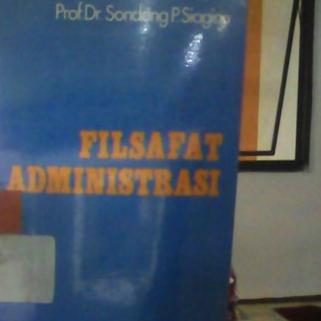 Prof. Dr. Sondang P. Siagian
FILSAFAT
ADMINISTRASI